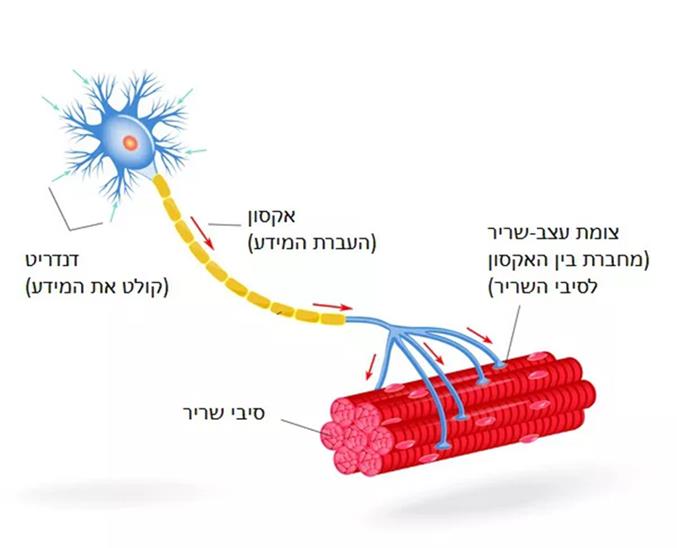 אקסון
(העברת המידע)
צומת עצב-שריר
(מחברת בין האקסון
לסיבי השריר)
דנדריט
(קולט את המידע)
סיבי שריר